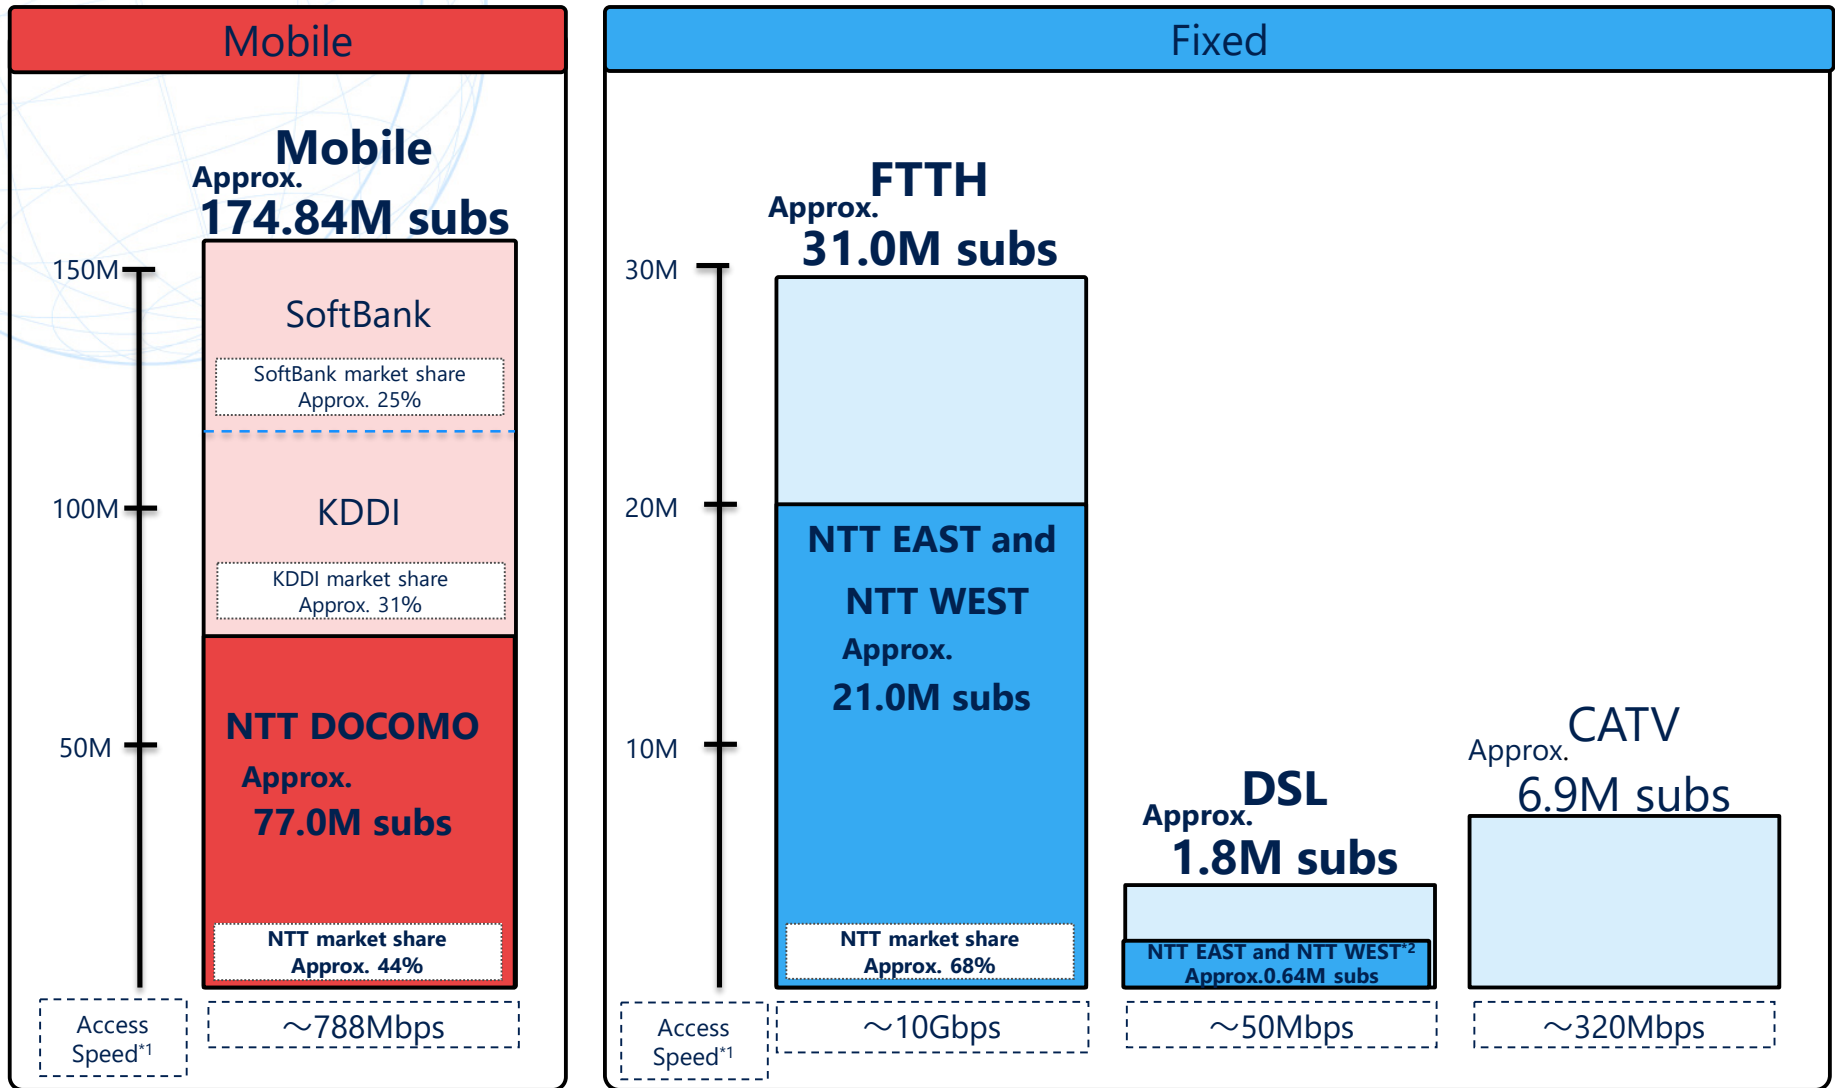 Mobile
Mobile
Approx.
174.84M subs
150M
100M
50M
SoftBank
SoftBank market share
Approx. 25%
KDDI
KDDI market share
Approx. 31%
NTT DOCOMO
Approx.
77.0M subs
NTT market share
Approx. 44%
Access
Speed*1
～788Mbps
Fixed
FTTH
Approx.
31.0M subs
30M
20M
10M
NTT EAST and
NTT WEST
Approx.
21.0M subs
NTT market share
Approx. 68%
DSL
Approx.
1.8M subs
NTT EAST and NTT WEST*2
Approx.0.64M subs
CATV
Approx.
6.9M subs
Access
Speed*1
～10Gbps
～50Mbps
～320Mbps